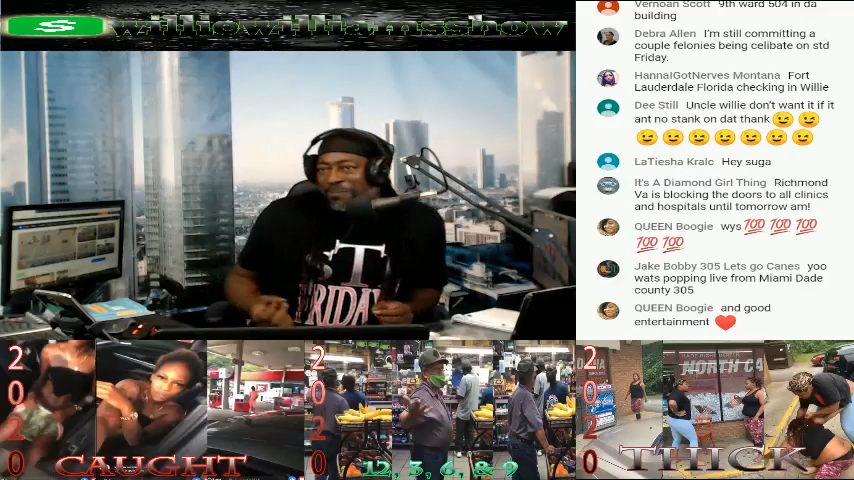 $ williewilliamsshow
Vernoan Scott 9th ward 504 in da
building
Debra Allen I'm still committing a
couple felonies being celibate on std
Friday.
HannaIGotNerves Montana Fort
Lauderdale Florida checking in Willie
Dee Still Uncle willie don't want it if it
ant no stank on dat thank😉 😉
😉 😉 😉 😉 😉 😉 😉
LaTiesha Kralc Hey suga
It's A Diamond Girl Thing Richmond
Va is blocking the doors to all clinics
and hospitals until tomorrow am!
QUEEN Boogie wys💯 💯 💯
💯 💯
Jake Bobby 305 Lets go Canes yoo
wats popping live from Miami Dade
county 305
QUEEN Boogie and good
entertainment ❤️
FRIDAY
2020
CAUGHT
2020
12, 3, 6, & 9
2020
NORTH CA
THICK